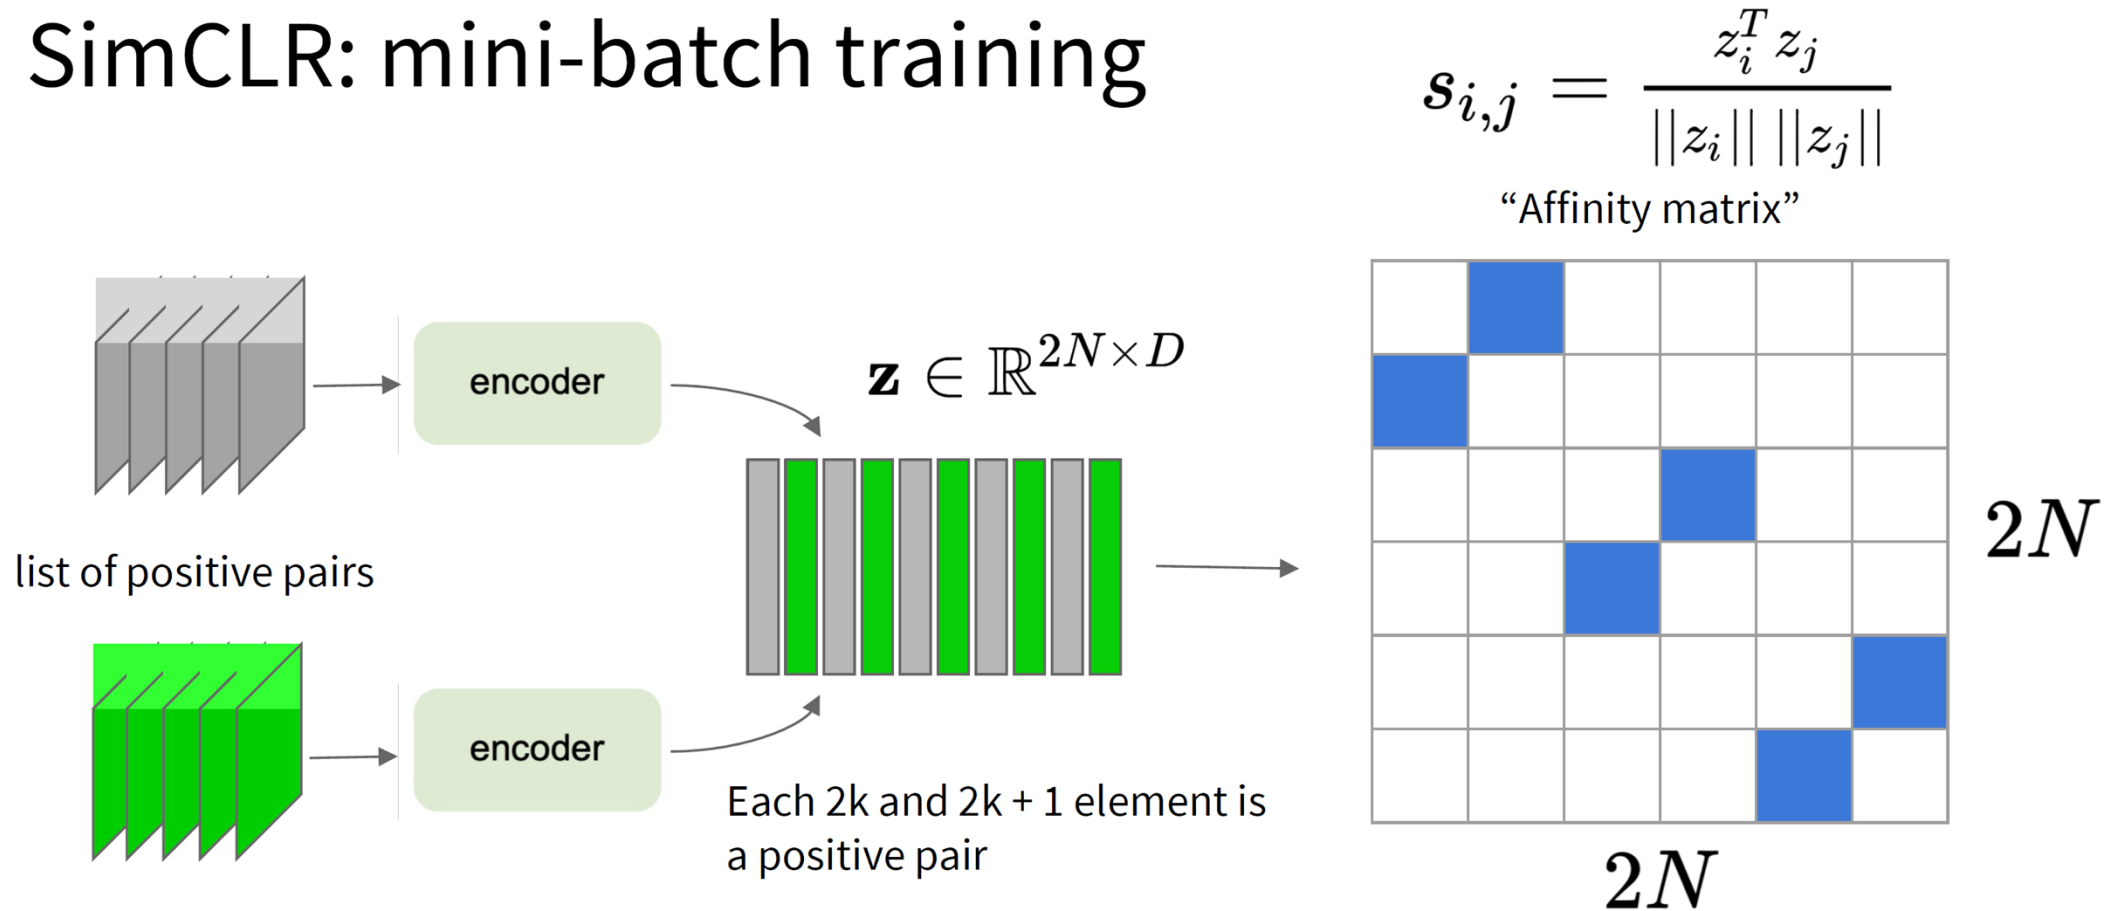 SimCLR: mini-batch training
s_{i,j} = \frac{z_i^T z_j}{||z_i|| ||z_j||}
“Affinity matrix”
encoder
z ∈ ℝ^{2N×D}
list of positive pairs
encoder
Each 2k and 2k + 1 element is
a positive pair
2N
2N